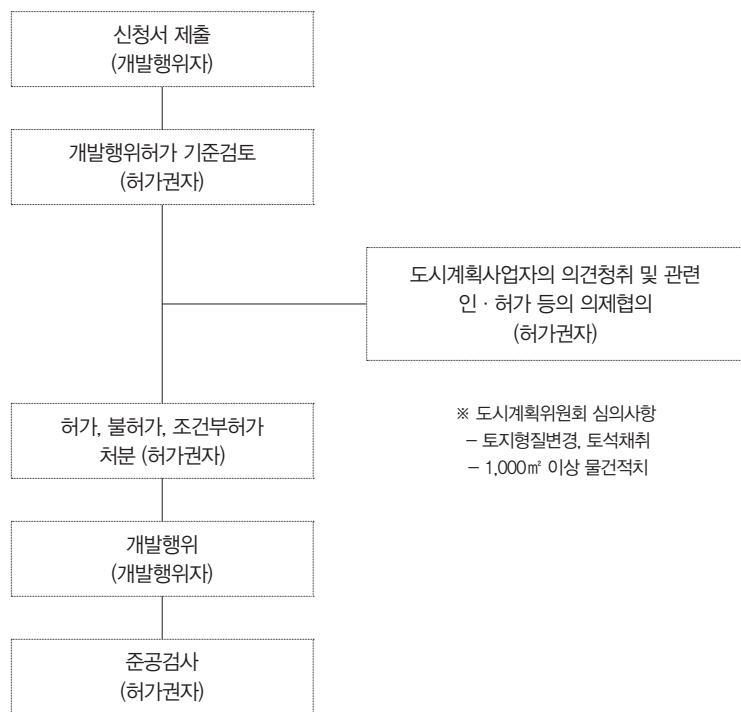 신청서 제출
(개발행위자)
개발행위허가 기준검토
(허가권자)
도시계획사업자의 의견청취 및 관련
인 · 허가 등의 의제협의
(허가권자)
허가, 불허가, 조건부허가
처분 (허가권자)
※ 도시계획위원회 심의사항
– 토지형질변경, 토석채취
– 1,000㎡ 이상 물건적치
개발행위
(개발행위자)
준공검사
(허가권자)